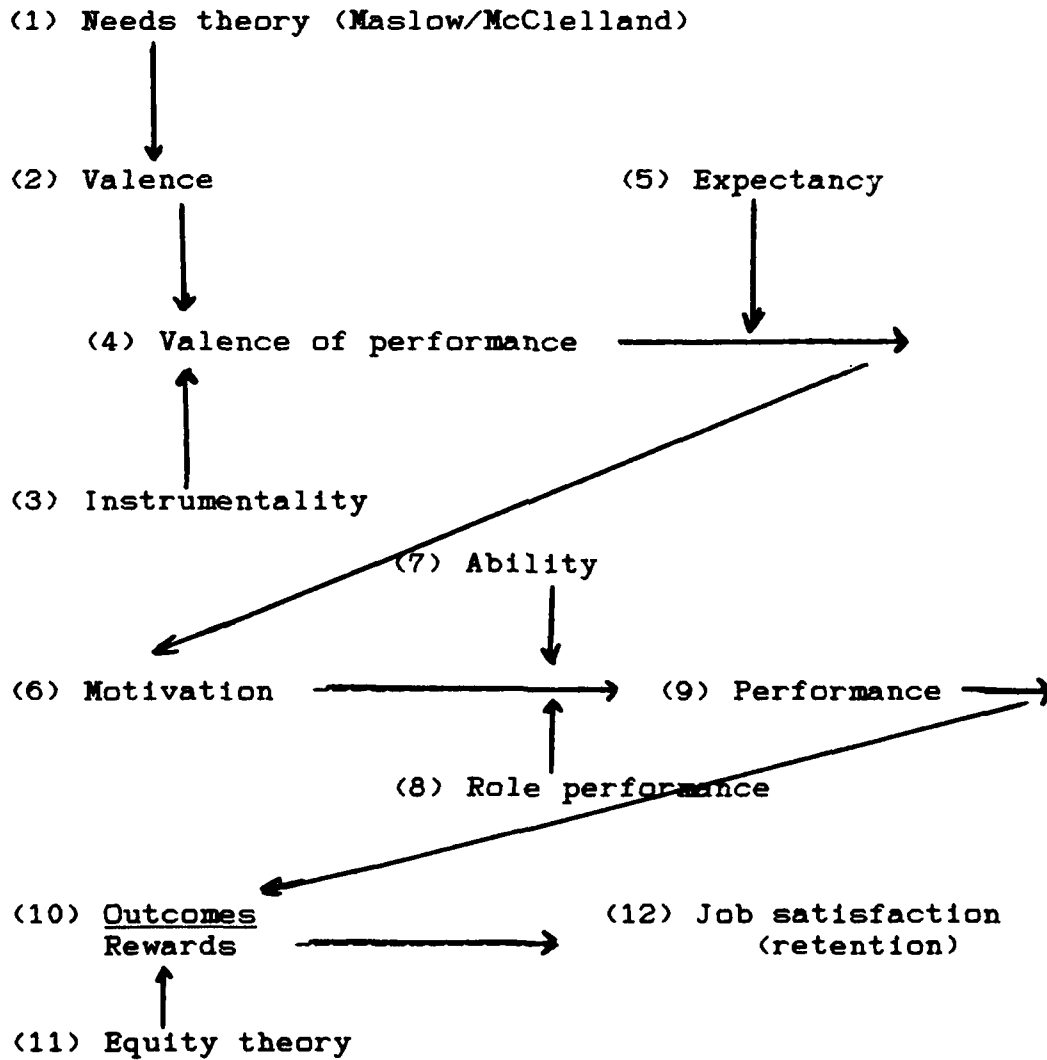 (1) Needs theory (Maslow/McClelland)
(2) Valence
(5) Expectancy
(4) Valence of performance
(3) Instrumentality
(7) Ability
(6) Motivation
(9) Performance
(8) Role performance
(10) Outcomes
Rewards
(12) Job satisfaction
(retention)
(11) Equity theory